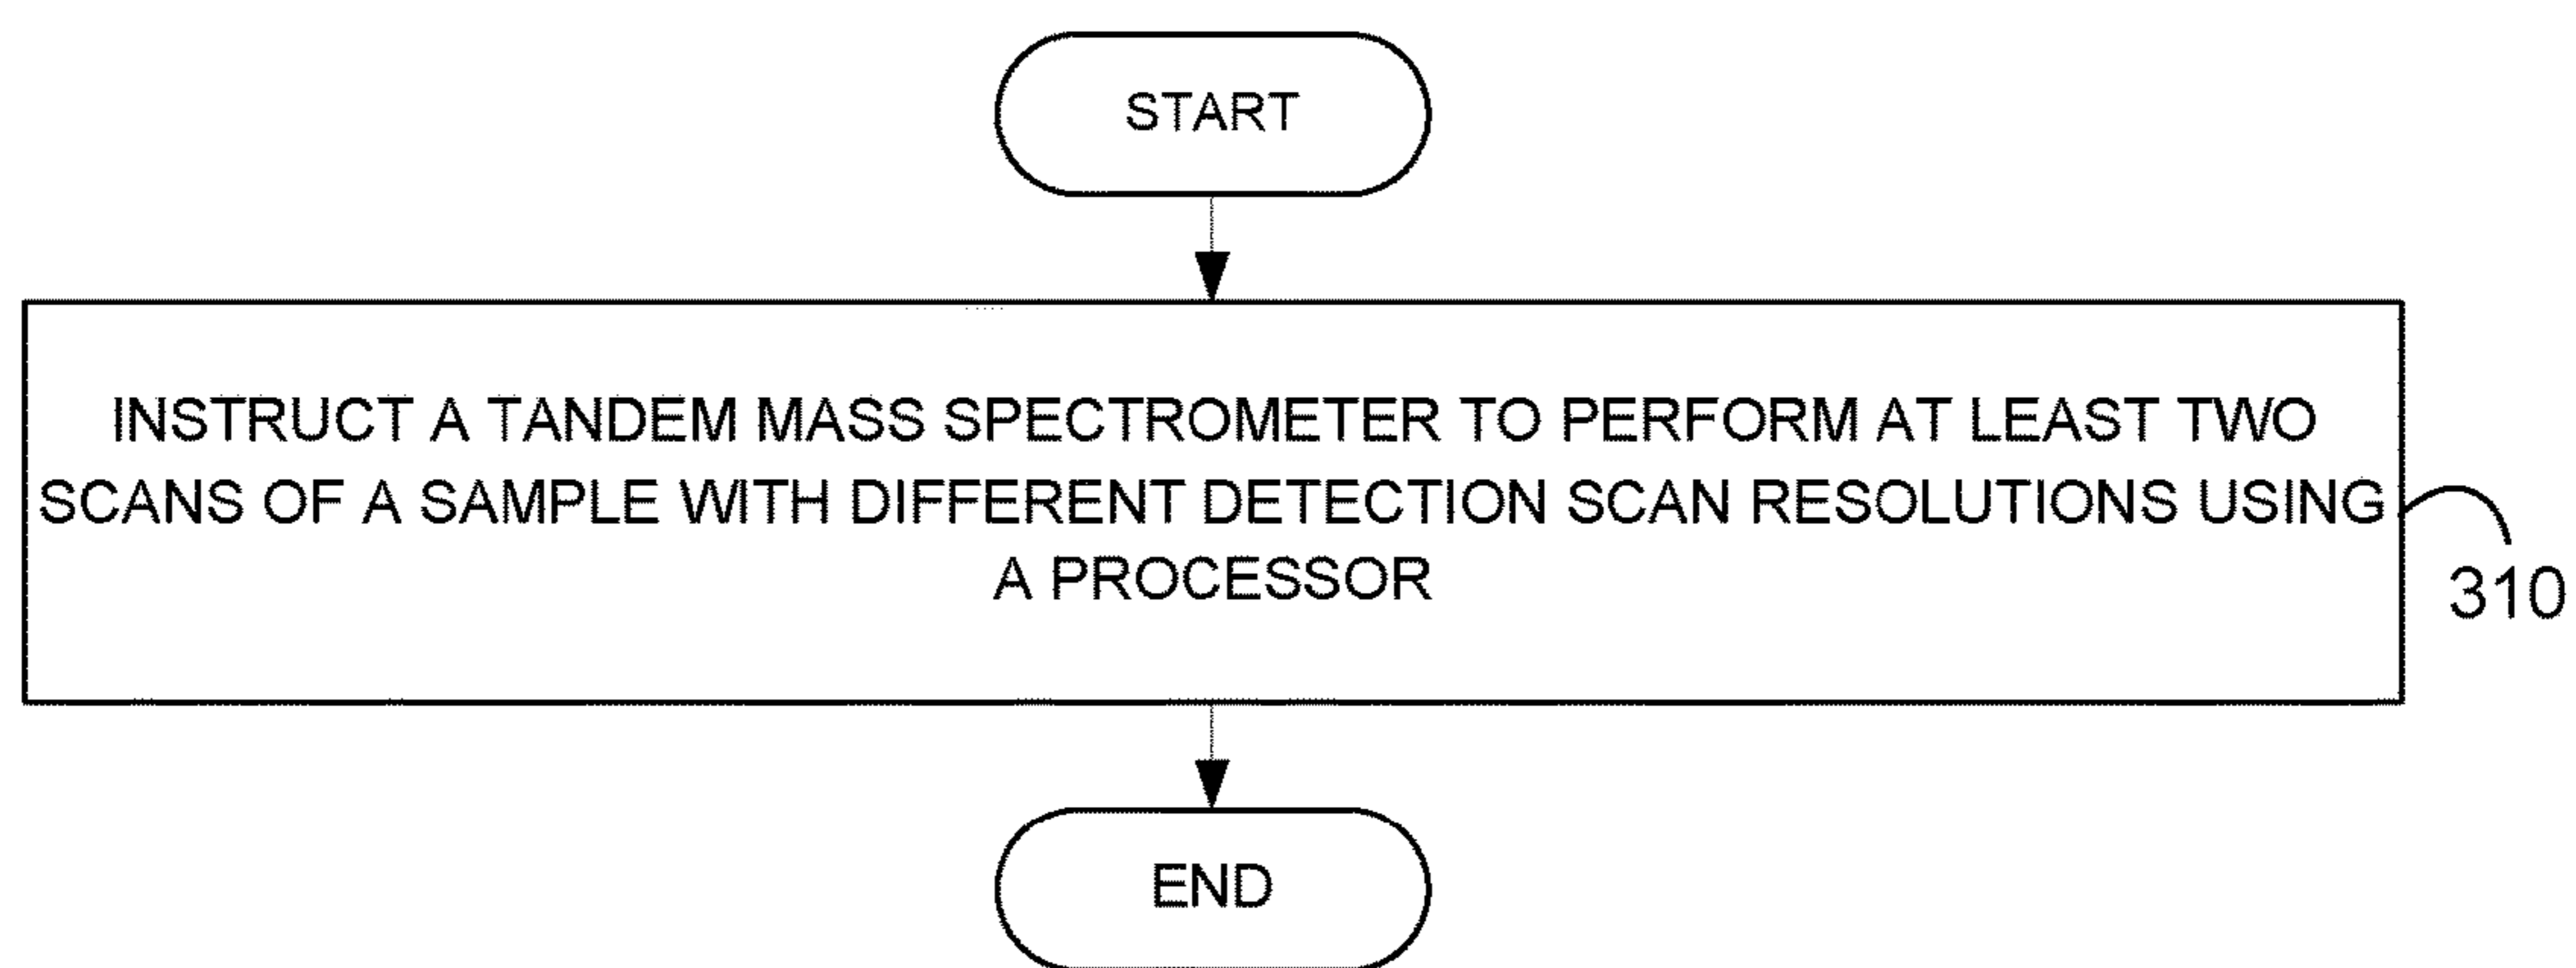 START
INSTRUCT A TANDEM MASS SPECTROMETER TO PERFORM AT LEAST TWO
SCANS OF A SAMPLE WITH DIFFERENT DETECTION SCAN RESOLUTIONS USING
A PROCESSOR
310
END